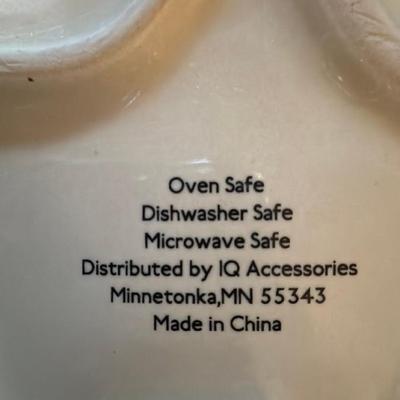 Oven Safe
Dishwasher Safe
Microwave Safe
Distributed by IQ Accessories
Minnetonka,MN 55343
Made in China